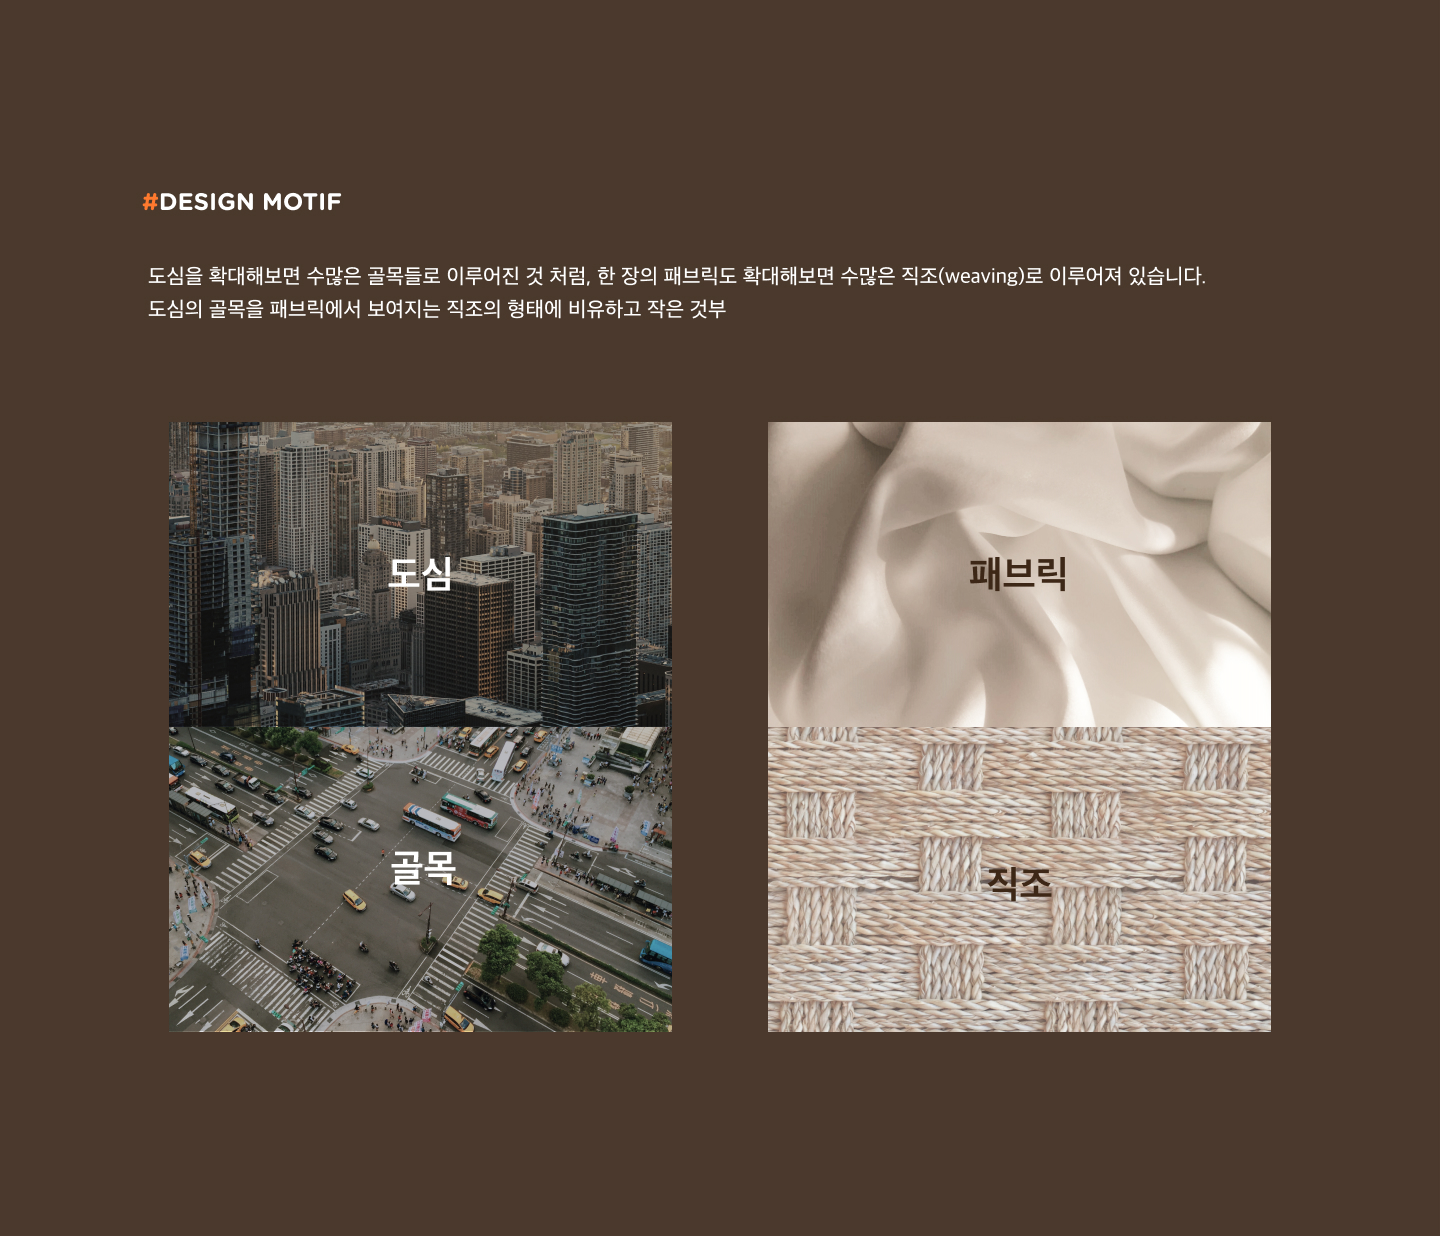 #DESIGN MOTIF
도심을 확대해보면 수많은 골목들로 이루어진 것 처럼, 한 장의 패브릭도 확대해보면 수많은 직조(weaving)로 이루어져 있습니다.
도심의 골목을 패브릭에서 보여지는 직조의 형태에 비유하고 작은 것부
도심
패브릭
골목
직조